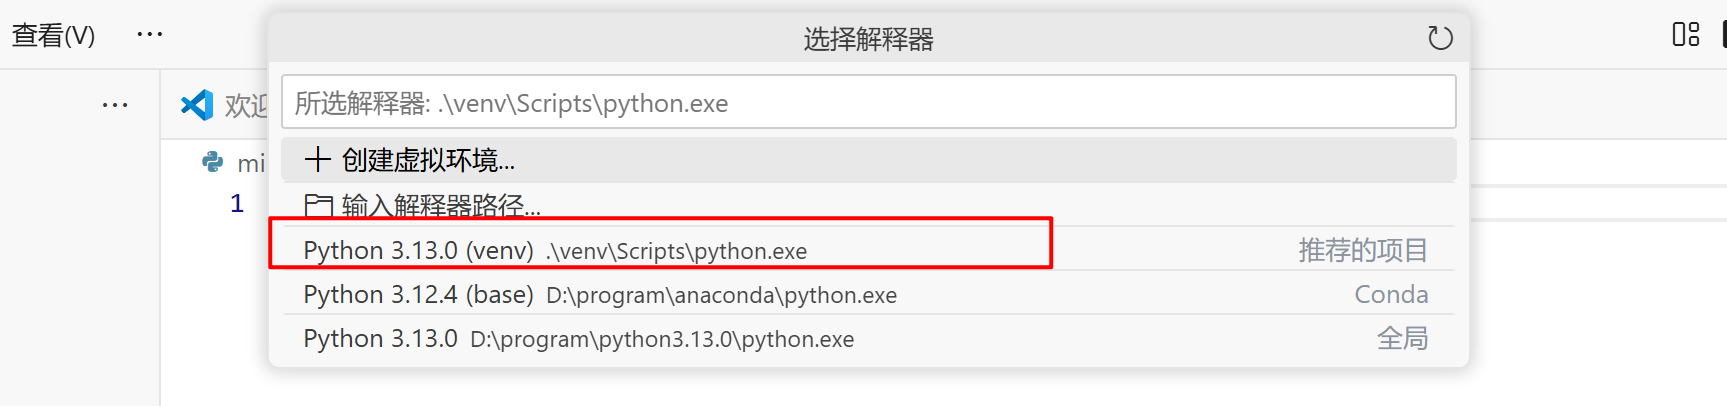 查看(V) ···
选择解释器
···
欢迎
所选解释器: .\venv\Scripts\python.exe
创建虚拟环境...
mi
输入解释器路径...
1
Python 3.13.0 (venv) .\venv\Scripts\python.exe 推荐的项目
Python 3.12.4 (base) D:\program\anaconda\python.exe Conda
Python 3.13.0 D:\program\python3.13.0\python.exe 全局